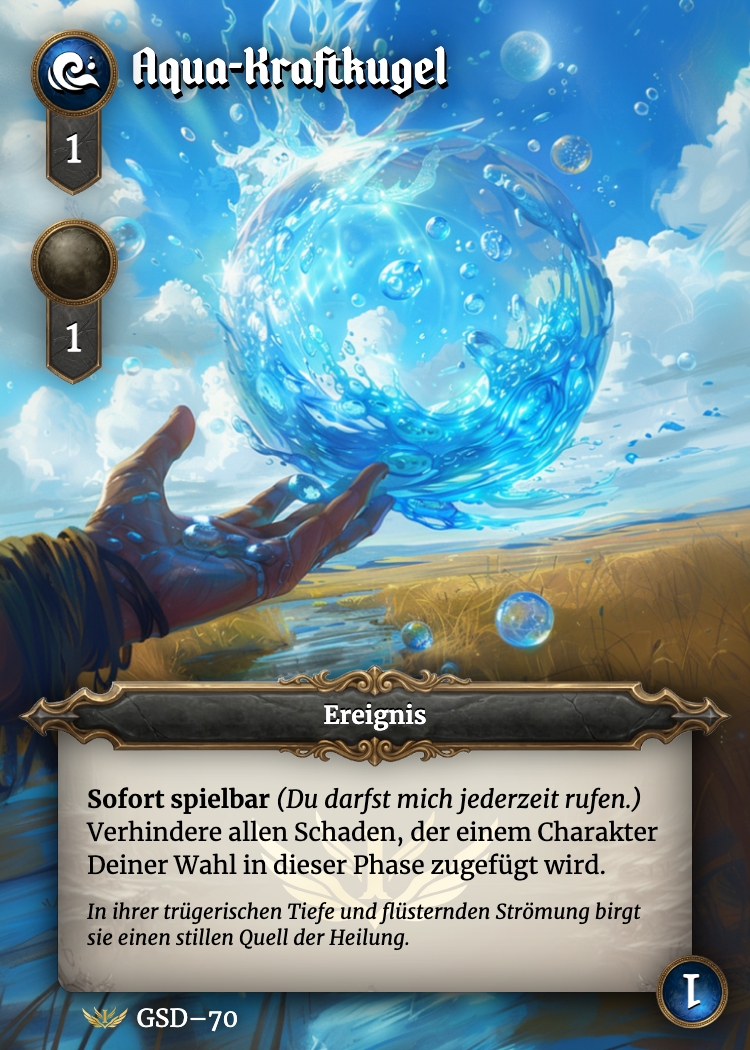 Aqua-Kraftkugel
1
1
Ereignis
Sofort spielbar (Du darfst mich jederzeit rufen.)
Verhindere allen Schaden, der einem Charakter
Deiner Wahl in dieser Phase zugefügt wird.
In ihrer trügerischen Tiefe und flüsternden Strömung birgt
sie einen stillen Quell der Heilung.
GSD–70
1